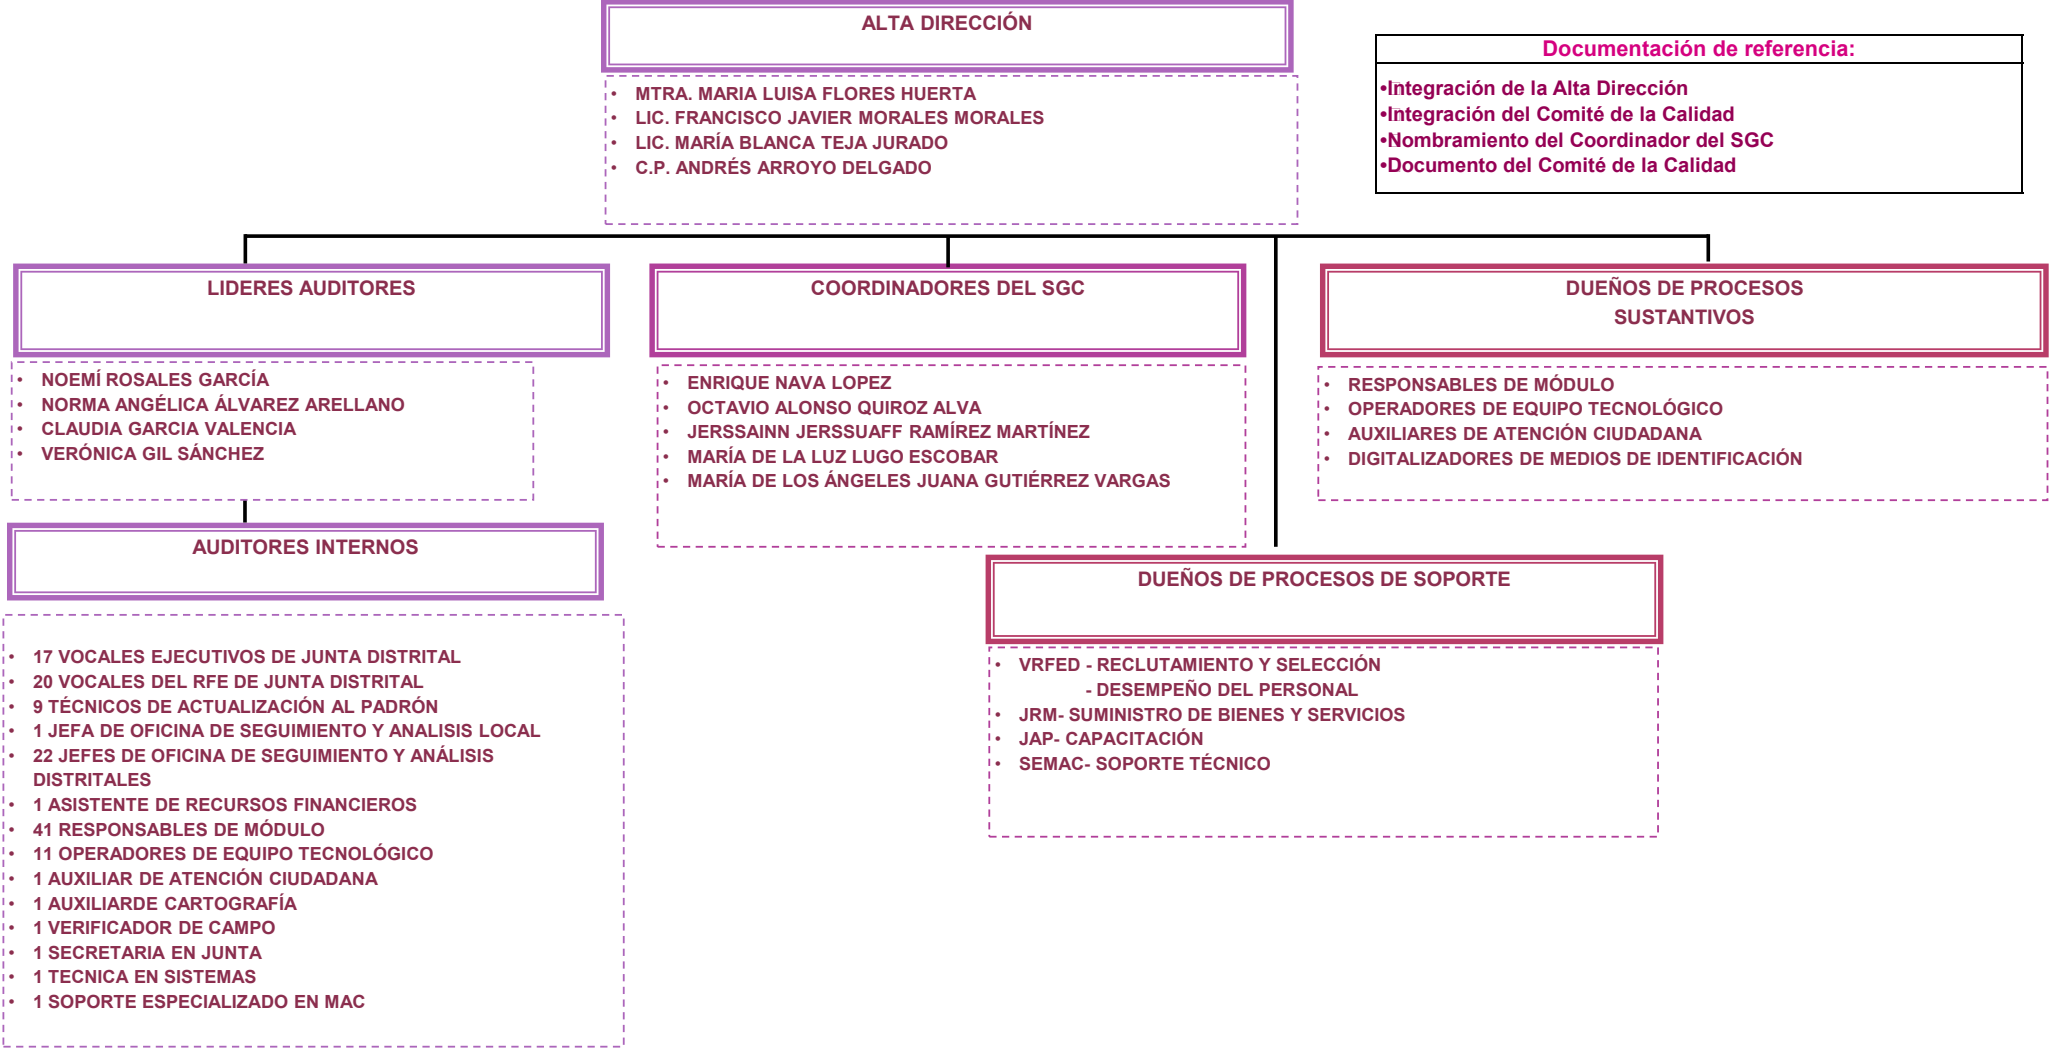 ALTA DIRECCIÓN
• MTRA. MARIA LUISA FLORES HUERTA
• LIC. FRANCISCO JAVIER MORALES MORALES
• LIC. MARÍA BLANCA TEJA JURADO
• C.P. ANDRÉS ARROYO DELGADO
Documentación de referencia:
•Integración de la Alta Dirección
•Integración del Comité de la Calidad
•Nombramiento del Coordinador del SGC
•Documento del Comité de la Calidad
LIDERES AUDITORES
• NOEMÍ ROSALES GARCÍA
• NORMA ANGÉLICA ÁLVAREZ ARELLANO
• CLAUDIA GARCIA VALENCIA
• VERÓNICA GIL SÁNCHEZ
COORDINADORES DEL SGC
• ENRIQUE NAVA LOPEZ
• OCTAVIO ALONSO QUIROZ ALVA
• JERSSAINN JERSSUAFF RAMÍREZ MARTÍNEZ
• MARÍA DE LA LUZ LUGO ESCOBAR
• MARÍA DE LOS ÁNGELES JUANA GUTIÉRREZ VARGAS
DUEÑOS DE PROCESOS
SUSTANTIVOS
• RESPONSABLES DE MÓDULO
• OPERADORES DE EQUIPO TECNOLÓGICO
• AUXILIARES DE ATENCIÓN CIUDADANA
• DIGITALIZADORES DE MEDIOS DE IDENTIFICACIÓN
AUDITORES INTERNOS
• 17 VOCALES EJECUTIVOS DE JUNTA DISTRITAL
• 20 VOCALES DEL RFE DE JUNTA DISTRITAL
• 9 TÉCNICOS DE ACTUALIZACIÓN AL PADRÓN
• 1 JEFA DE OFICINA DE SEGUIMIENTO Y ANALISIS LOCAL
• 22 JEFES DE OFICINA DE SEGUIMIENTO Y ANÁLISIS
DISTRITALES
• 1 ASISTENTE DE RECURSOS FINANCIEROS
• 41 RESPONSABLES DE MÓDULO
• 11 OPERADORES DE EQUIPO TECNOLÓGICO
• 1 AUXILIAR DE ATENCIÓN CIUDADANA
• 1 AUXILIARDE CARTOGRAFÍA
• 1 VERIFICADOR DE CAMPO
• 1 SECRETARIA EN JUNTA
• 1 TECNICA EN SISTEMAS
• 1 SOPORTE ESPECIALIZADO EN MAC
DUEÑOS DE PROCESOS DE SOPORTE
• VRFED - RECLUTAMIENTO Y SELECCIÓN
- DESEMPEÑO DEL PERSONAL
• JRM- SUMINISTRO DE BIENES Y SERVICIOS
• JAP- CAPACITACIÓN
• SEMAC- SOPORTE TÉCNICO